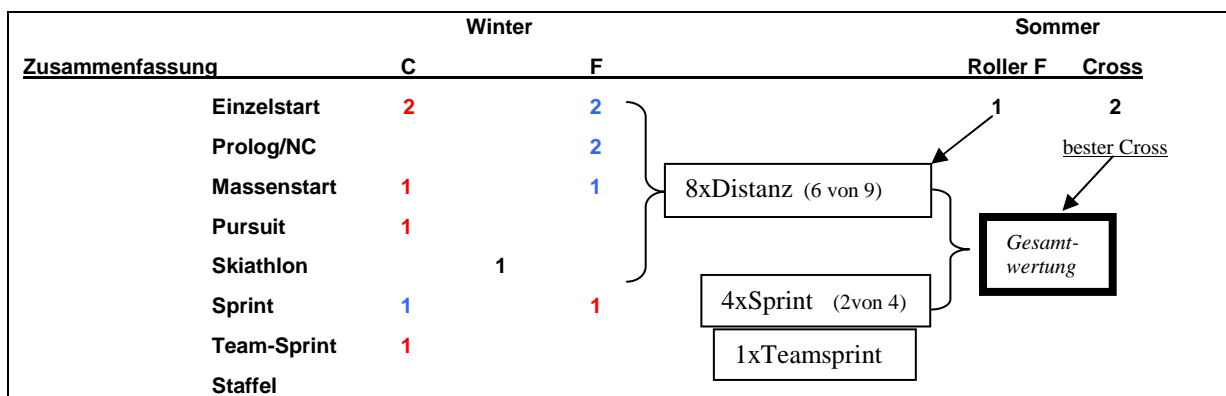 Winter Sommer
Zusammenfassung C F Roller F Cross
Einzelstart 2 2 1 2
Prolog/NC 2 bester Cross
Massenstart 1 1 8xDistanz (6 von 9)
Pursuit 1
Gesamt-
wertung
Skiathlon 1
Sprint 1 1 4xSprint (2von 4)
Team-Sprint 1 1xTeamsprint
Staffel